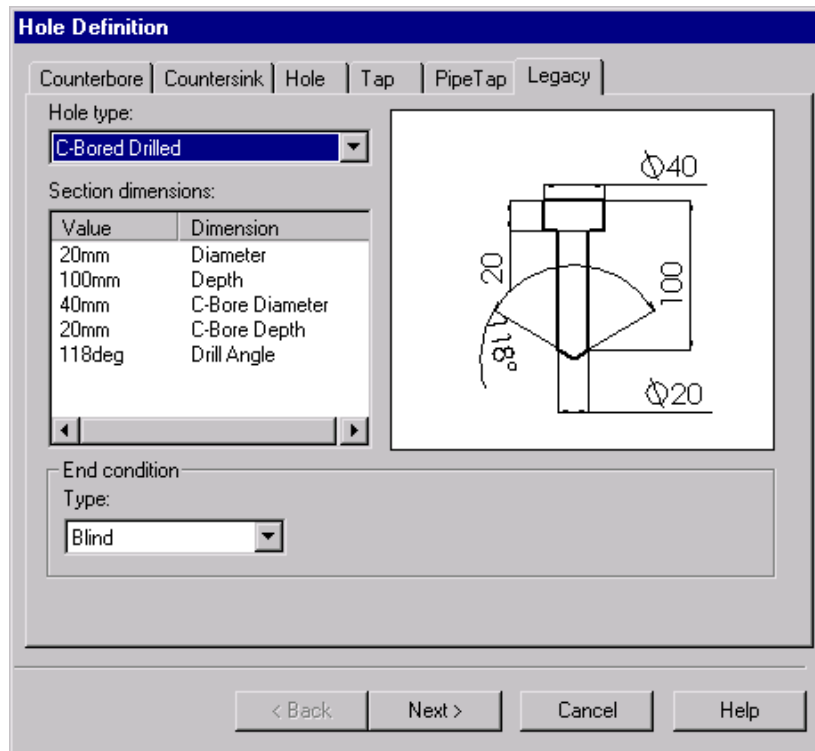 Hole Definition
Counterbore Countersink Hole Tap PipeTap Legacy
Hole type:
C-Bored Drilled
Section dimensions:
Value Dimension
20mm Diameter
100mm Depth
40mm C-Bore Diameter
20mm C-Bore Depth
118deg Drill Angle
∅40
20
100
118°
∅20
End condition
Type:
Blind
< Back Next > Cancel Help